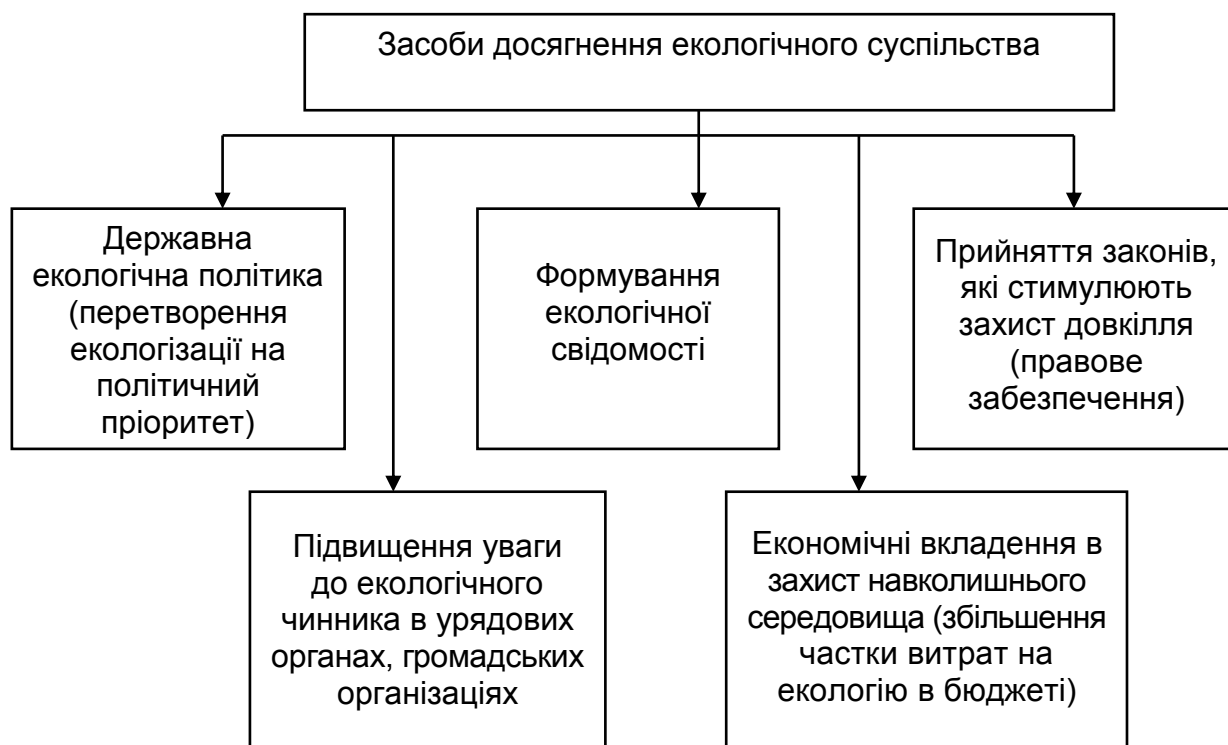 Засоби досягнення екологічного суспільства
Державна
екологічна політика
(перетворення
екологізації на
політичний
пріоритет)
Формування
екологічної
свідомості
Прийняття законів,
які стимулюють
захист довкілля
(правове
забезпечення)
Підвищення уваги
до екологічного
чинника в урядових
органах, громадських
організаціях
Економічні вкладення в
захист навколишнього
середовища (збільшення
частки витрат на
екологію в бюджеті)